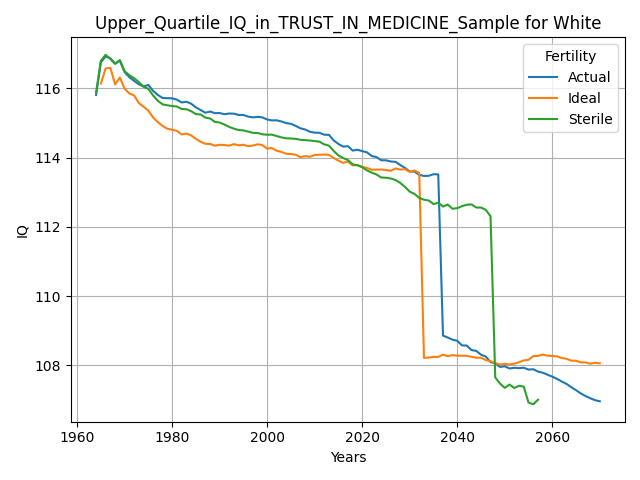 Upper_Quartile_IQ_in_TRUST_IN_MEDICINE_Sample for White
Fertility
Actual
Ideal
Sterile
116
114
112
110
108
IQ
1960
1980
2000
2020
2040
2060
Years